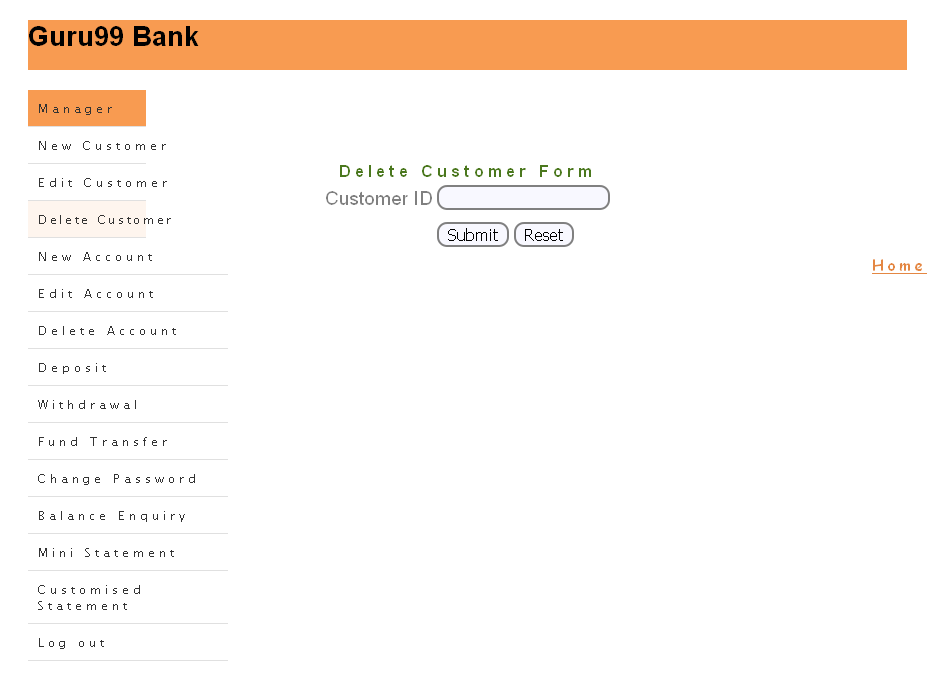 Guru99 Bank
Manager
New Customer
Edit Customer
Delete Customer
New Account
Edit Account
Delete Account
Deposit
Withdrawal
Fund Transfer
Change Password
Balance Enquiry
Mini Statement
Customised
Statement
Log out
Delete Customer Form
Customer ID
Submit Reset
Home